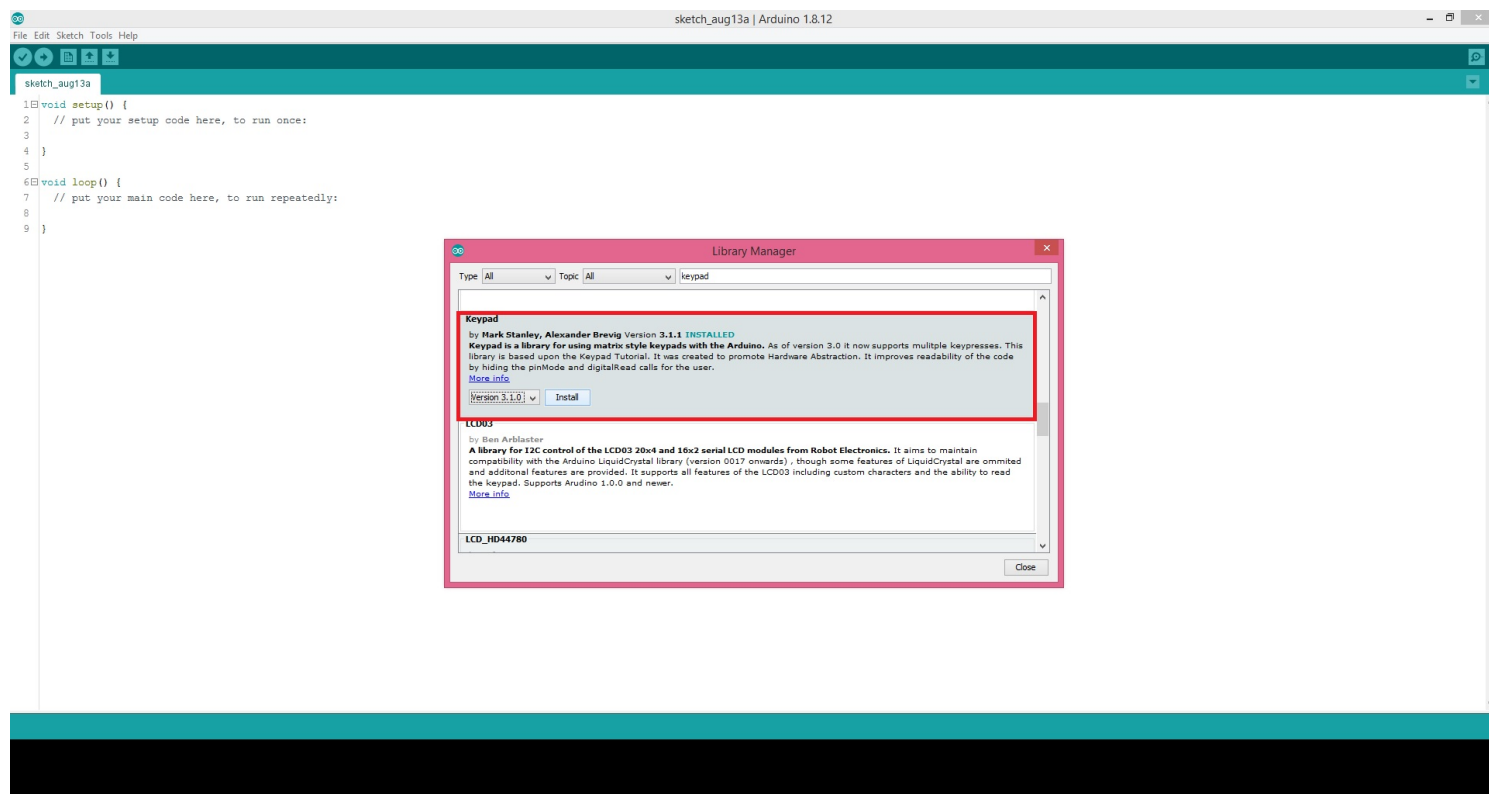 sketch_aug13a | Arduino 1.8.12
File Edit Sketch Tools Help
sketch_aug13a
1 void setup() {
2 // put your setup code here, to run once:
3
4 }
5
6 void loop() {
7 // put your main code here, to run repeatedly:
8
9 }
Library Manager
Type All Topic All keypad
Keypad
by Mark Stanley, Alexander Brevig Version 3.1.1 INSTALLED
Keypad is a library for using matrix style keypads with the Arduino. As of version 3.0 it now supports mulitple keypresses. This
library is based upon the Keypad Tutorial. It was created to promote Hardware Abstraction. It improves readability of the code
by hiding the pinMode and digitalRead calls for the user.
More info
Version 3.1.0 Install
LCD03
by Ben Arblaster
A library for I2C control of the LCD03 20x4 and 16x2 serial LCD modules from Robot Electronics. It aims to maintain
compatibility with the Arduino LiquidCrystal library (version 0017 onwards) , though some features of LiquidCrystal are ommited
and additonal features are provided. It supports all features of the LCD03 including custom characters and the ability to read
the keypad. Supports Arudino 1.0.0 and newer.
More info
LCD_HD44780
Close